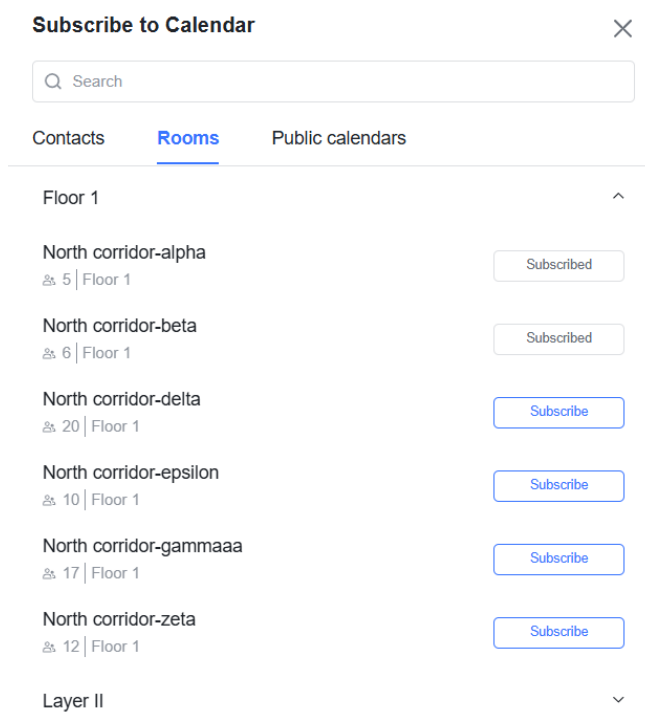 Subscribe to Calendar
Search
Contacts Rooms Public calendars
Floor 1
North corridor-alpha
5 | Floor 1
Subscribed
North corridor-beta
6 | Floor 1
Subscribed
North corridor-delta
20 | Floor 1
Subscribe
North corridor-epsilon
10 | Floor 1
Subscribe
North corridor-gammaaa
17 | Floor 1
Subscribe
North corridor-zeta
12 | Floor 1
Subscribe
Layer II